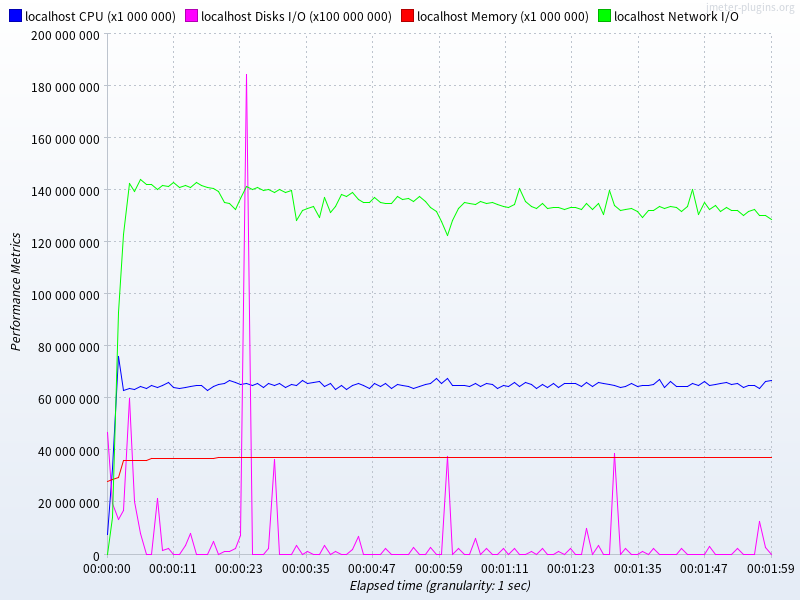 jmeter-plugins.org
localhost CPU (x1 000 000) localhost Disks I/O (x100 000 000) localhost Memory (x1 000 000) localhost Network I/O
200 000 000
180 000 000
160 000 000
140 000 000
120 000 000
100 000 000
80 000 000
60 000 000
40 000 000
20 000 000
0
Performance Metrics
00:00:00 00:00:11 00:00:23 00:00:35 00:00:47 00:00:59 00:01:11 00:01:23 00:01:35 00:01:47 00:01:59
Elapsed time (granularity: 1 sec)